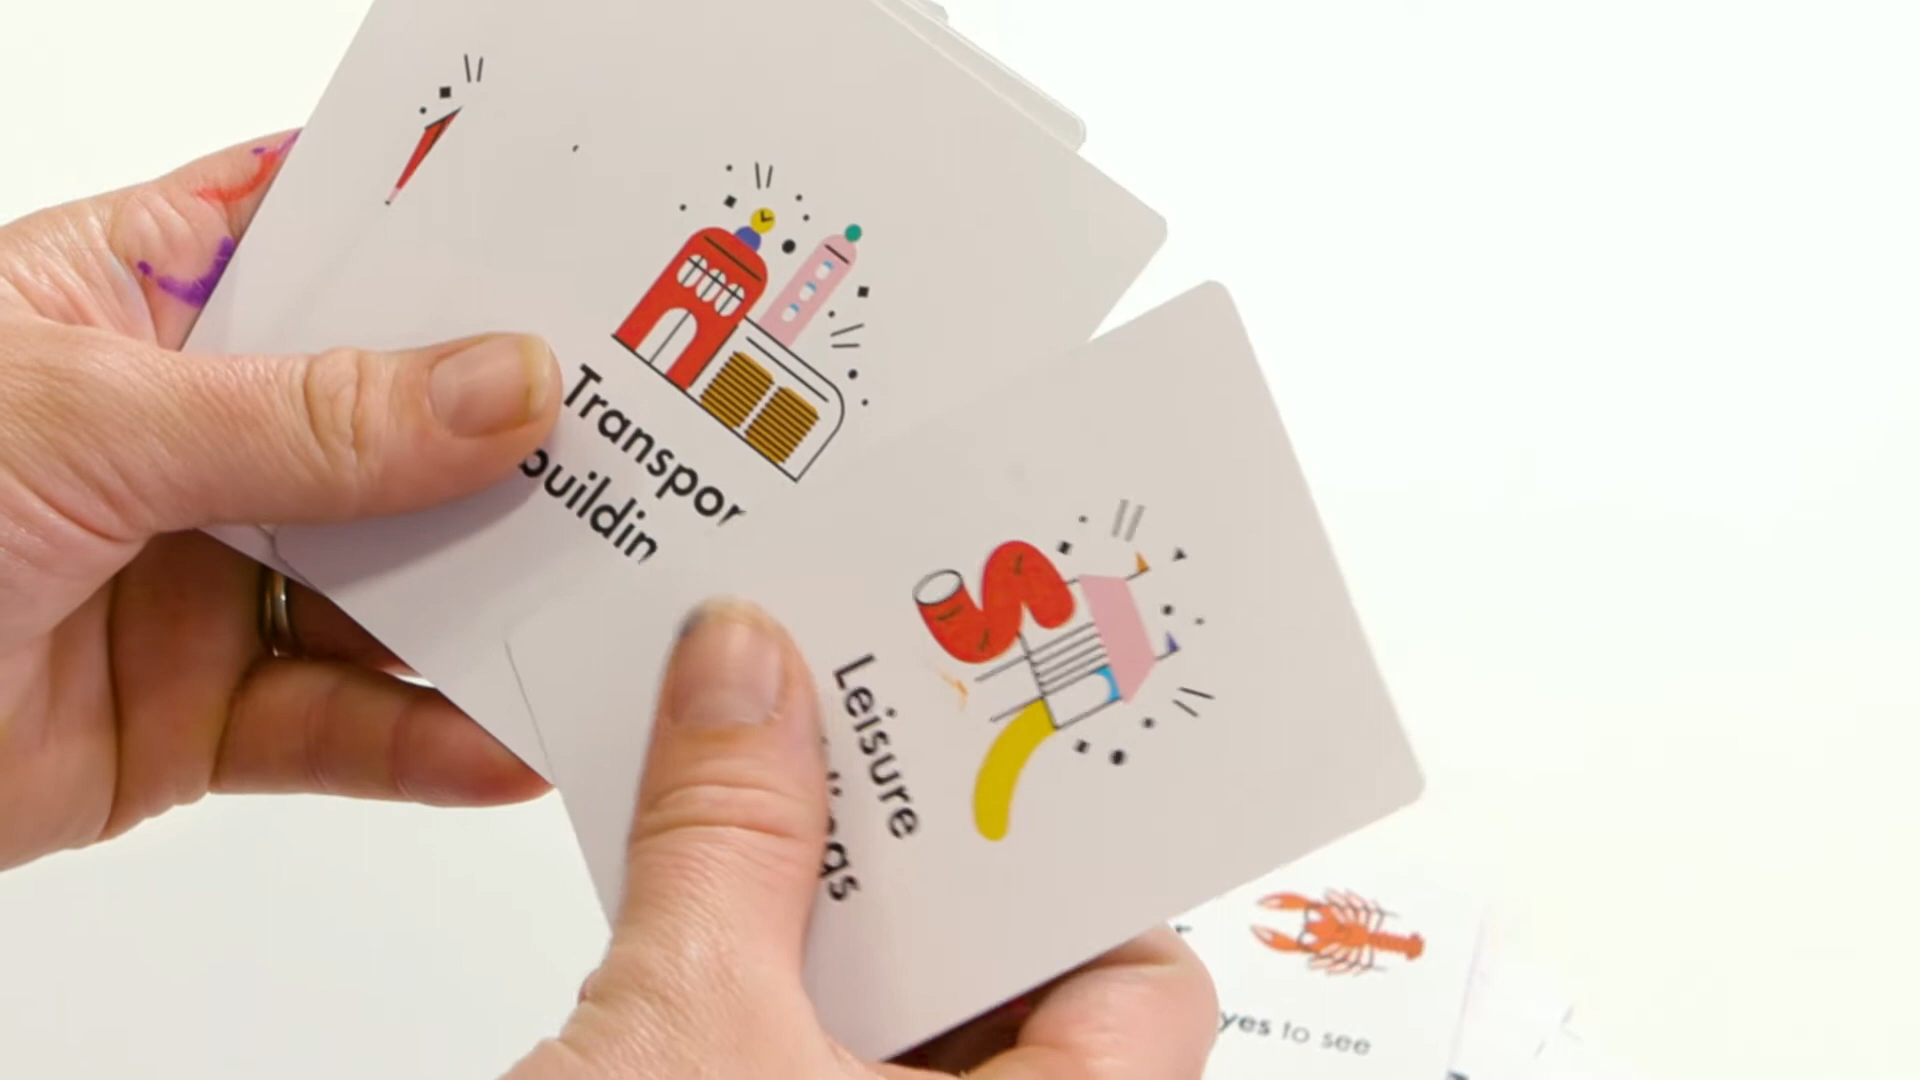 Transpor
buildin
Leisure
yes to see